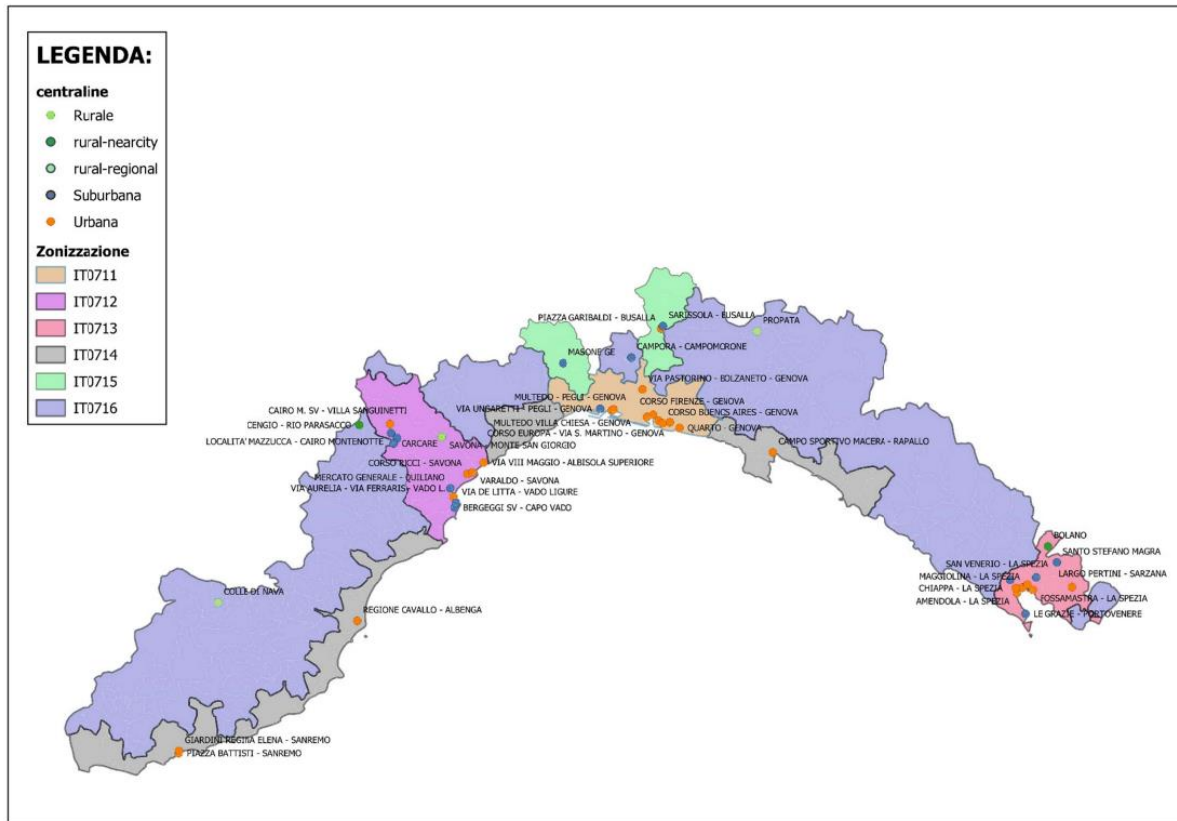 LEGENDA:
centraline
Rurale
rural-nearcity
rural-regional
Suburbana
Urbana
Zonizzazione
IT0711
IT0712
IT0713
IT0714
IT0715
IT0716
PIAZZA GARIBALDI - BUSALLA
SARISSOLA - BUSALLA
PROPATA
MASONE GE
CAMPORA - CAMPOMORONE
VIA PASTORINO - BOLZANETO - GENOVA
MULTEDO - PEGLI - GENOVA
CORSO FIRENZE - GENOVA
VIA UNGARETTI - PEGLI - GENOVA
CORSO BUENOS AIRES - GENOVA
CAIRO M. SV - VILLA SANGUINETTI
MULTEDO VILLA CHIESA - GENOVA
CENGIO - RIO PARASACCO
QUARTO - GENOVA
CORSO EUROPA - VIA S. MARTINO - GENOVA
LOCALITA' MAZZUCCA - CAIRO MONTENOTTE
CARCARE
SAVONA - MONTE SAN GIORGIO
CAMPO SPORTIVO MACERA - RAPALLO
CORSO RICCI - SAVONA
VIA VIII MAGGIO - ALBISOLA SUPERIORE
MERCATO GENERALE - QUILIANO
VARALDO - SAVONA
VIA AURELIA - VIA FERRARIS - VADO L.
VIA DE LITTA - VADO LIGURE
BERGEGGI SV - CAPO VADO
BOLANO
SANTO STEFANO MAGRA
SAN VENERIO - LA SPEZIA
MAGGIOLINA - LA SPEZIA
LARGO PERTINI - SARZANA
CHIAPPA - LA SPEZIA
FOSSAMASTRA - LA SPEZIA
AMENDOLA - LA SPEZIA
LE GRAZIE - PORTOVENERE
COLLE DI NAVA
REGIONE CAVALLO - ALBENGA
GIARDINI REGINA ELENA - SANREMO
PIAZZA BATTISTI - SANREMO